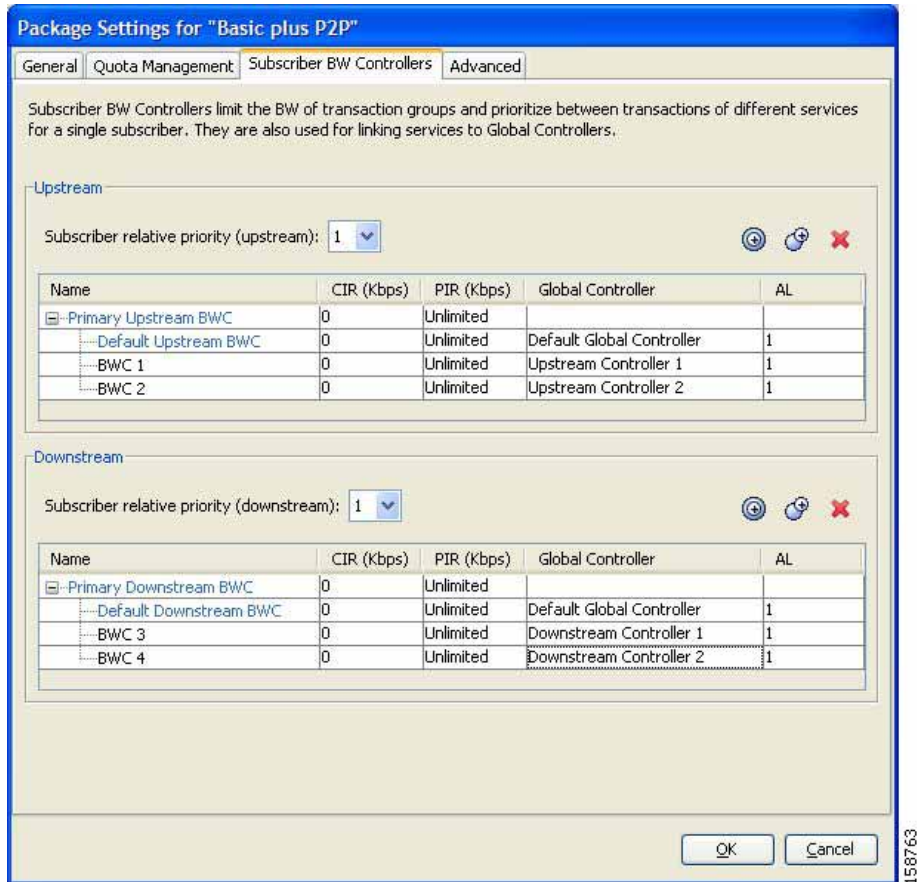 Package Settings for "Basic plus P2P"
General Quota Management Subscriber BW Controllers Advanced
Subscriber BW Controllers limit the BW of transaction groups and prioritize between transactions of different services
for a single subscriber. They are also used for linking services to Global Controllers.
Upstream
Subscriber relative priority (upstream): 1
Name CIR (Kbps) PIR (Kbps) Global Controller AL
Primary Upstream BWC 0 Unlimited
Default Upstream BWC 0 Unlimited Default Global Controller 1
BWC 1 0 Unlimited Upstream Controller 1 1
BWC 2 0 Unlimited Upstream Controller 2 1
Downstream
Subscriber relative priority (downstream): 1
Name CIR (Kbps) PIR (Kbps) Global Controller AL
Primary Downstream BWC 0 Unlimited
Default Downstream BWC 0 Unlimited Default Global Controller 1
BWC 3 0 Unlimited Downstream Controller 1 1
BWC 4 0 Unlimited Downstream Controller 2 1
OK Cancel
158763